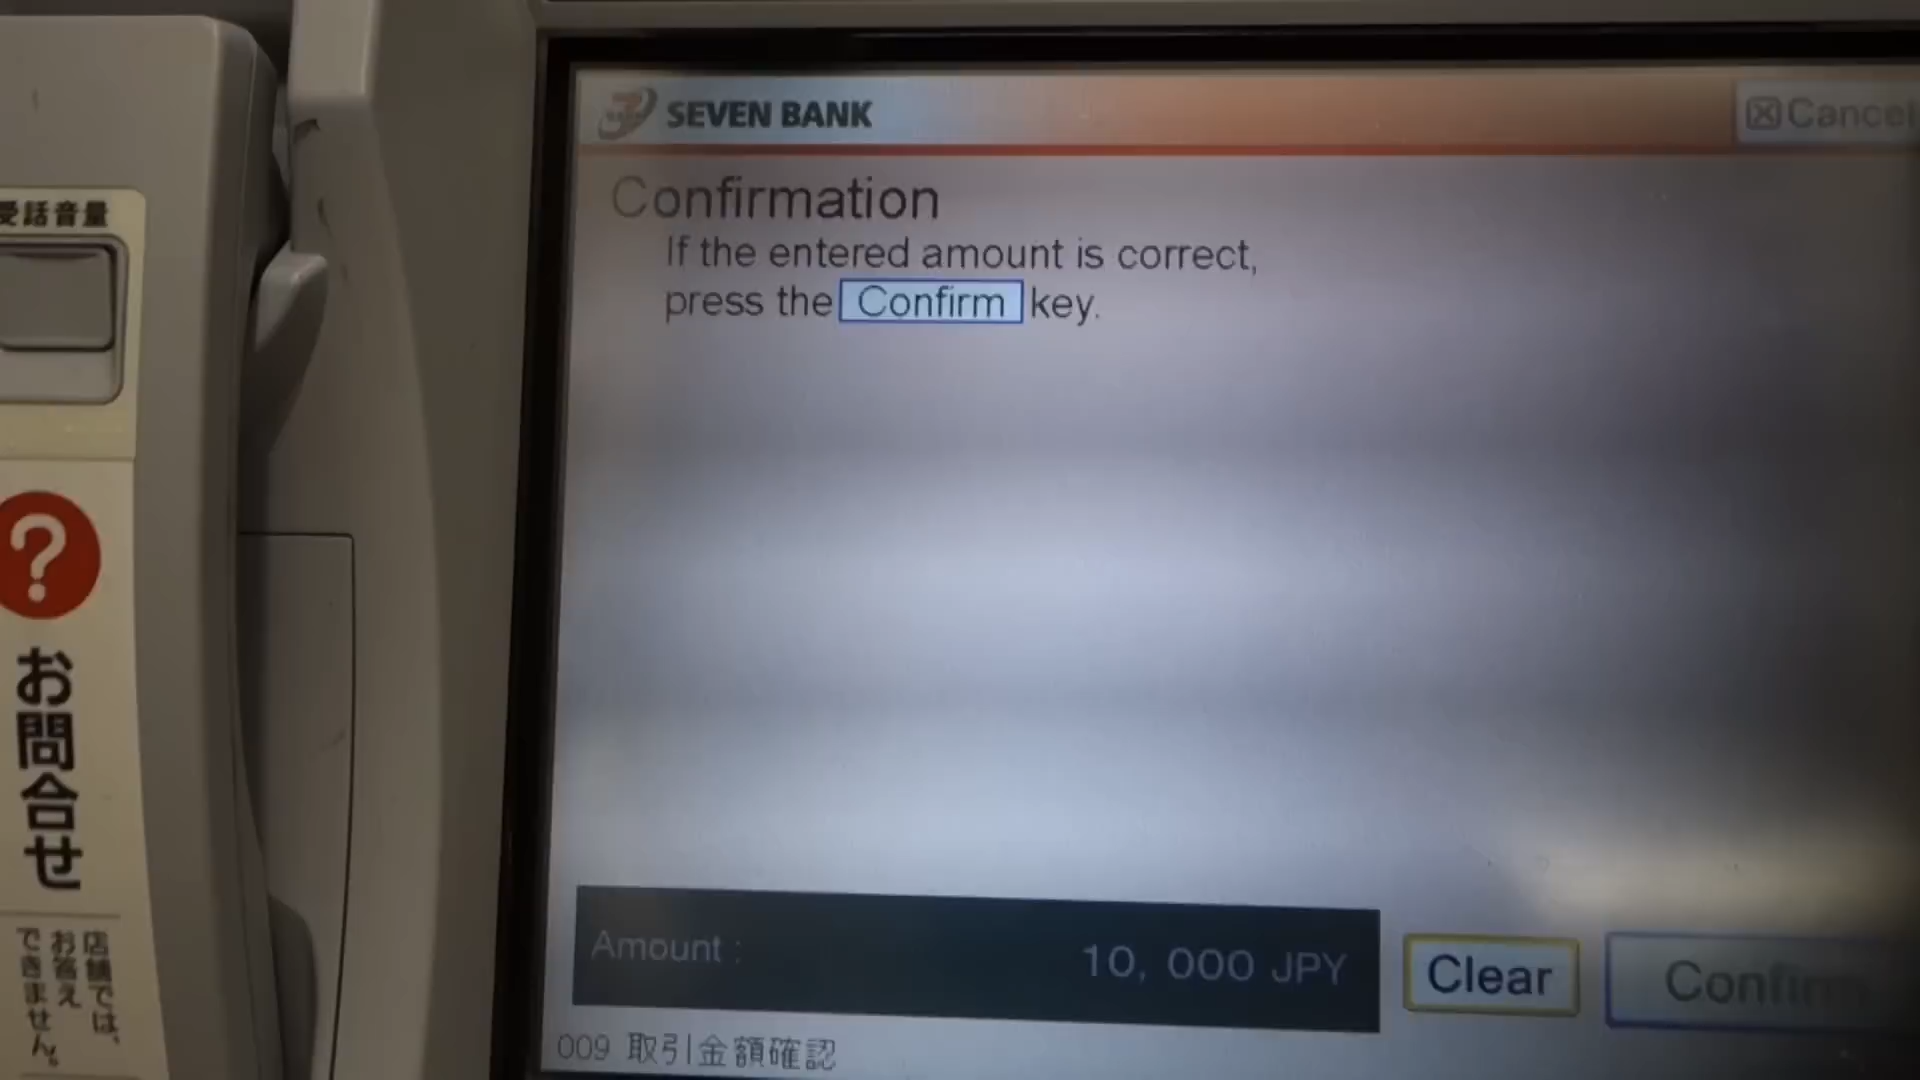 SEVEN BANK
Cancel
Confirmation
If the entered amount is correct,
press the Confirm key.
Amount : 10, 000 JPY
Clear
Confirm
009 取引金額確認
受話音量
?
お問合せ
店舗では、
お答え
できません。